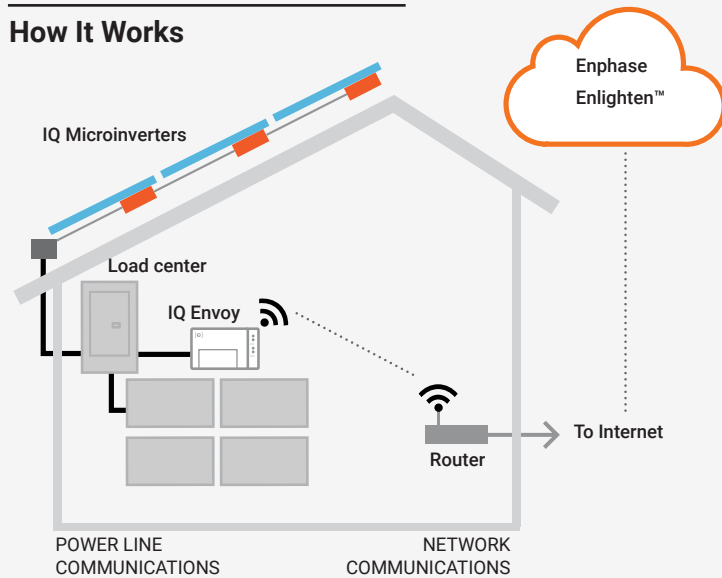 How It Works
Enphase
Enlighten™
IQ Microinverters
Load center
IQ Envoy
To Internet
Router
POWER LINE
COMMUNICATIONS
NETWORK
COMMUNICATIONS